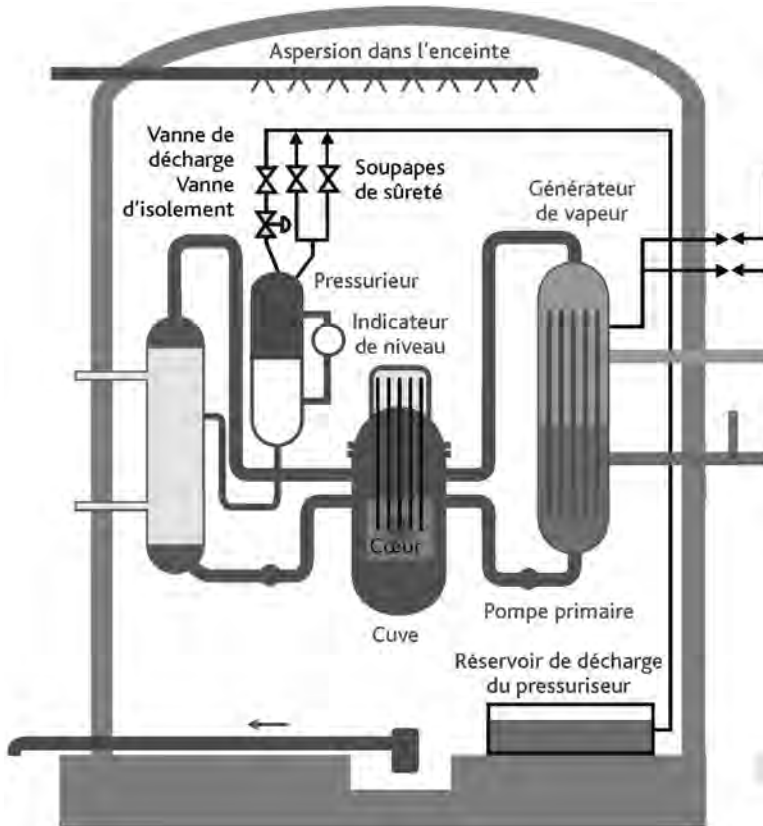 Aspersion dans l'enceinte
Vanne de
décharge
Vanne
d'isolement
Soupapes
de sûreté
Générateur
de vapeur
Pressurieur
Indicateur
de niveau
Cœur
Cuve
Pompe primaire
Réservoir de décharge
du pressuriseur